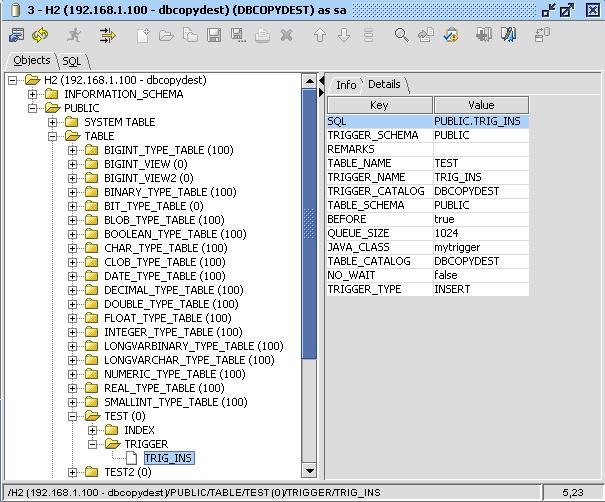 3 - H2 (192.168.1.100 - dbcopydest) (DBCOPYDEST) as sa
Objects SQL
H2 (192.168.1.100 - dbcopydest)
INFORMATION_SCHEMA
PUBLIC
SYSTEM TABLE
TABLE
BIGINT_TYPE_TABLE (100)
BIGINT_VIEW (0)
BIGINT_VIEW2 (0)
BINARY_TYPE_TABLE (100)
BIT_TYPE_TABLE (0)
BLOB_TYPE_TABLE (100)
BOOLEAN_TYPE_TABLE (100)
CHAR_TYPE_TABLE (100)
CLOB_TYPE_TABLE (100)
DATE_TYPE_TABLE (100)
DECIMAL_TYPE_TABLE (100)
DOUBLE_TYPE_TABLE (100)
FLOAT_TYPE_TABLE (100)
INTEGER_TYPE_TABLE (100)
LONGVARBINARY_TYPE_TABLE (100)
LONGVARCHAR_TYPE_TABLE (100)
NUMERIC_TYPE_TABLE (100)
REAL_TYPE_TABLE (100)
SMALLINT_TYPE_TABLE (100)
TEST (0)
INDEX
TRIGGER
TRIG_INS
TEST2 (0)
Info Details
Key Value
SQL PUBLIC.TRIG_INS
TRIGGER_SCHEMA PUBLIC
REMARKS
TABLE_NAME TEST
TRIGGER_NAME TRIG_INS
TRIGGER_CATALOG DBCOPYDEST
TABLE_SCHEMA PUBLIC
BEFORE true
QUEUE_SIZE 1024
JAVA_CLASS mytrigger
TABLE_CATALOG DBCOPYDEST
NO_WAIT false
TRIGGER_TYPE INSERT
/H2 (192.168.1.100 - dbcopydest)/PUBLIC/TABLE/TEST (0)/TRIGGER/TRIG_INS 5,23